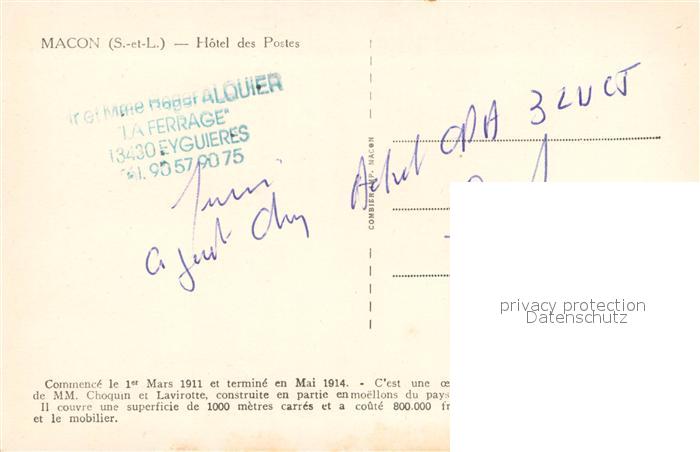 MACON (S.-et-L.) — Hôtel des Postes
Mr et Mme Roger ALQUIER
"LA FERRAGE"
13430 EYGUIERES
Tél. 90 57 90 75
COMBIER IMP. MACON
privacy protection
Datenschutz
Commencé le 1er Mars 1911 et terminé en Mai 1914. - C'est une œ
de MM. Choquin et Lavirotte, construite en partie en moëllons du pays
Il couvre une superficie de 1000 mètres carrés et a coûté 800.000 fr
et le mobilier.